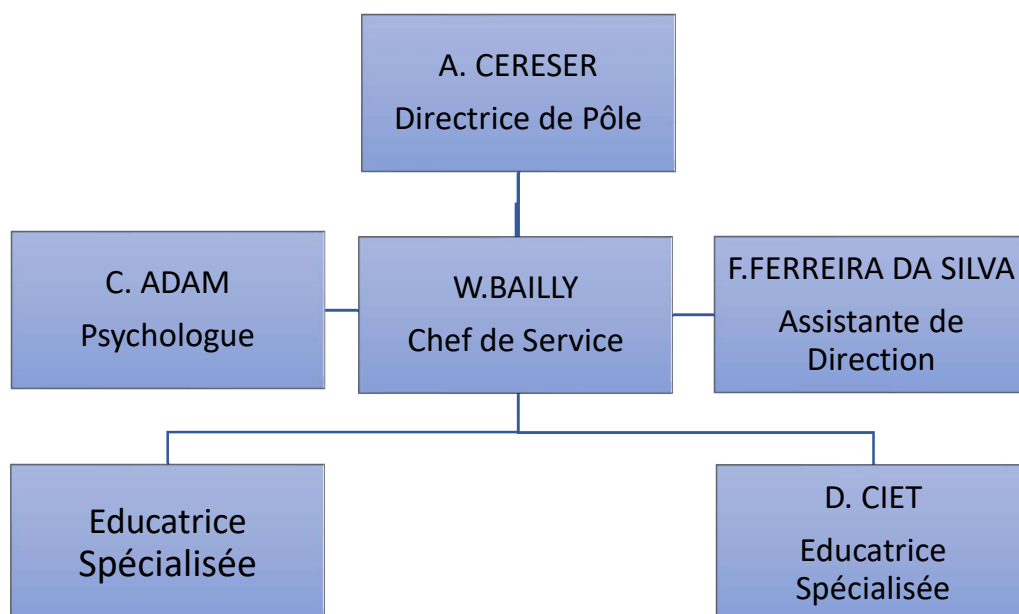 A. CERESER
Directrice de Pôle
C. ADAM
Psychologue
W.BAILLY
Chef de Service
F.FERREIRA DA SILVA
Assistante de
Direction
Educatrice
Spécialisée
D. CIET
Educatrice
Spécialisée